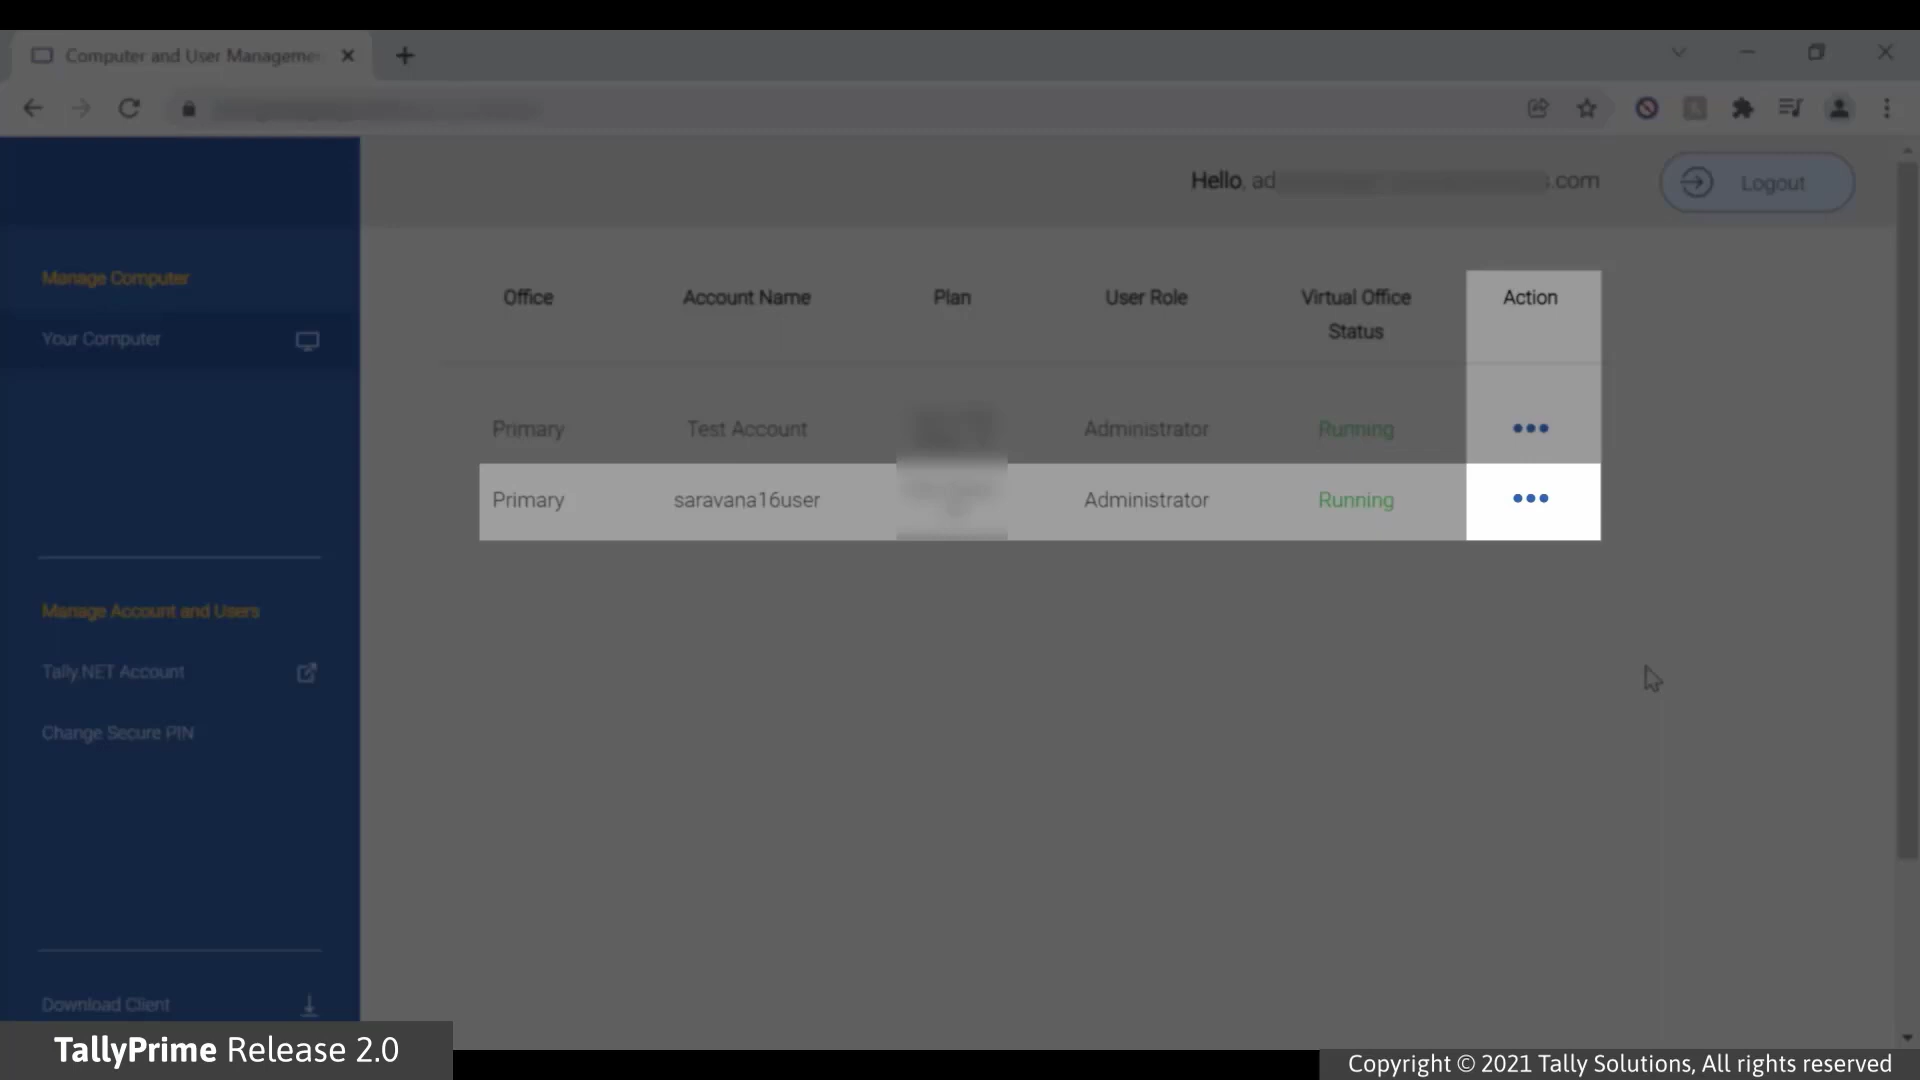 Computer and User Managemen
Hello, ad .com
Logout
Manage Computer
Your Computer
Office Account Name Plan User Role Virtual Office Status Action
Primary Test Account Administrator Running
Primary saravana16user Administrator Running
Manage Account and Users
Tally.NET Account
Change Secure PIN
Download Client
TallyPrime Release 2.0
Copyright © 2021 Tally Solutions, All rights reserved